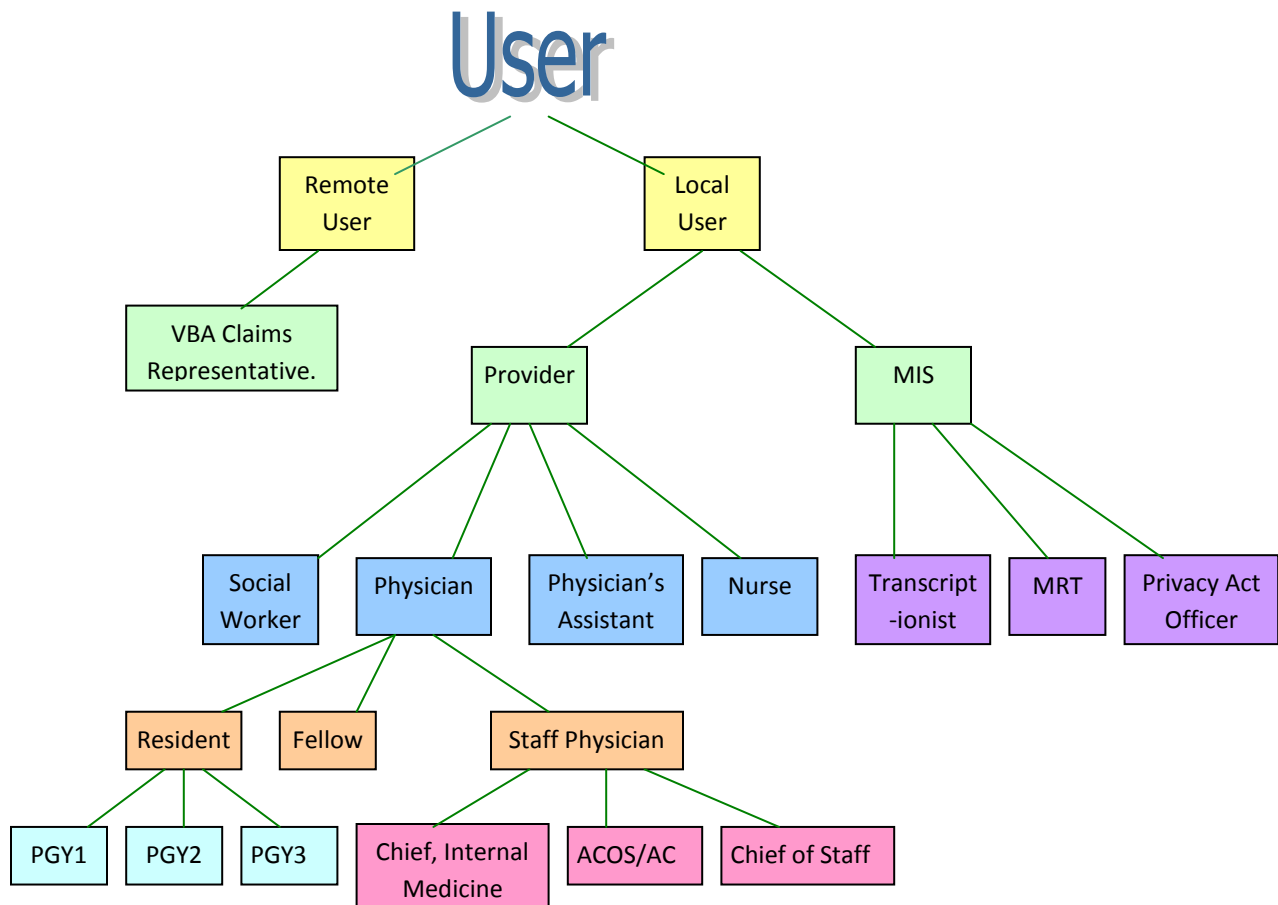 User
Remote
User
Local
User
VBA Claims
Representative.
Provider
MIS
Social
Worker
Physician
Physician’s
Assistant
Nurse
Transcript
-ionist
MRT
Privacy Act
Officer
Resident
Fellow
Staff Physician
PGY1
PGY2
PGY3
Chief, Internal
Medicine
ACOS/AC
Chief of Staff